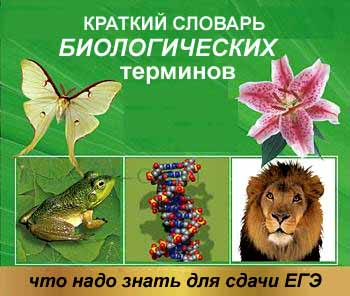 КРАТКИЙ СЛОВАРЬ
БИОЛОГИЧЕСКИХ
терминов
что надо знать для сдачи ЕГЭ